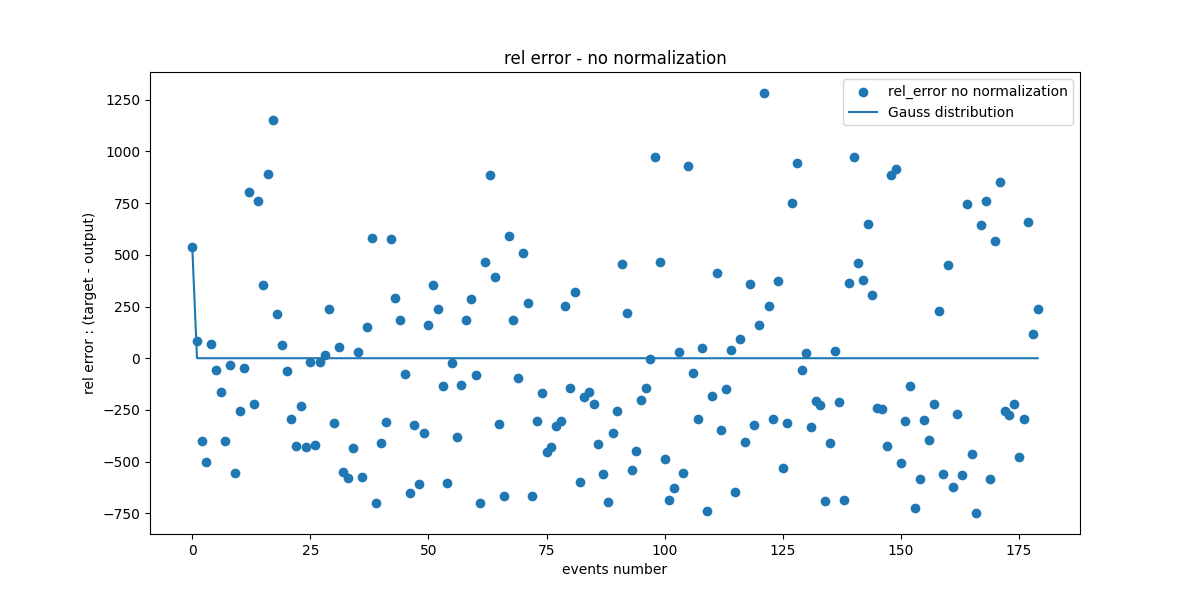 rel error - no normalization
rel_error no normalization
Gauss distribution
rel error : (target - output)
1250
1000
750
500
250
0
−250
−500
−750
0 25 50 75 100 125 150 175
events number